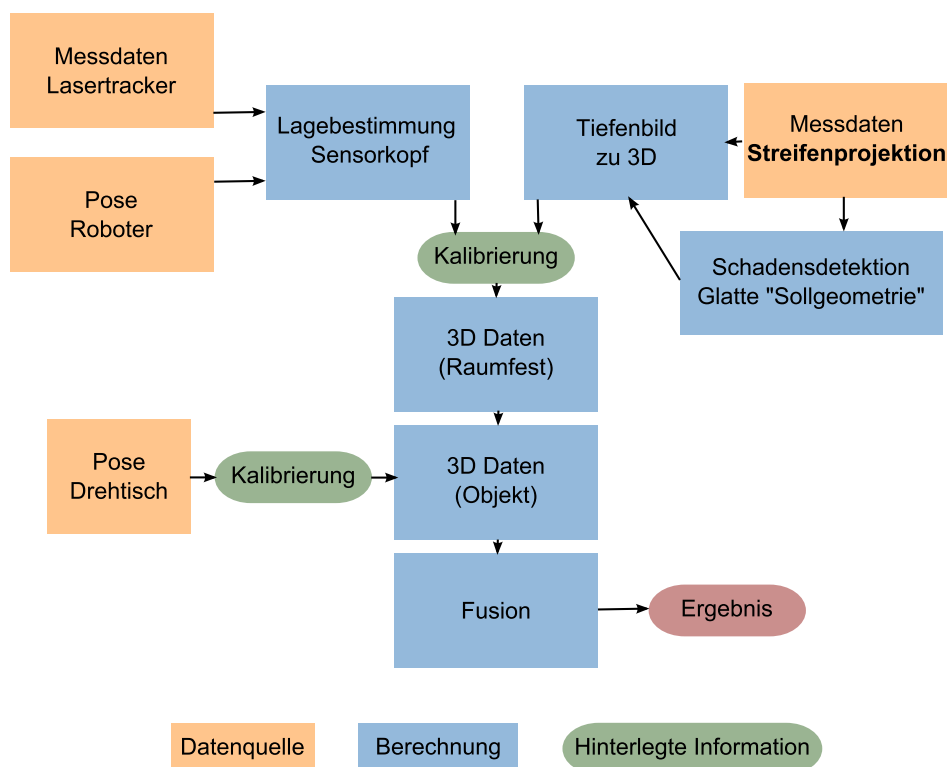 Messdaten
Lasertracker
Pose
Roboter
Lagebestimmung
Sensorkopf
Tiefenbild
zu 3D
Messdaten
Streifenprojektion
Schadensdetektion
Glatte "Sollgeometrie"
Kalibrierung
3D Daten
(Raumfest)
Pose
Drehtisch
Kalibrierung
3D Daten
(Objekt)
Fusion
Ergebnis
Datenquelle
Berechnung
Hinterlegte Information